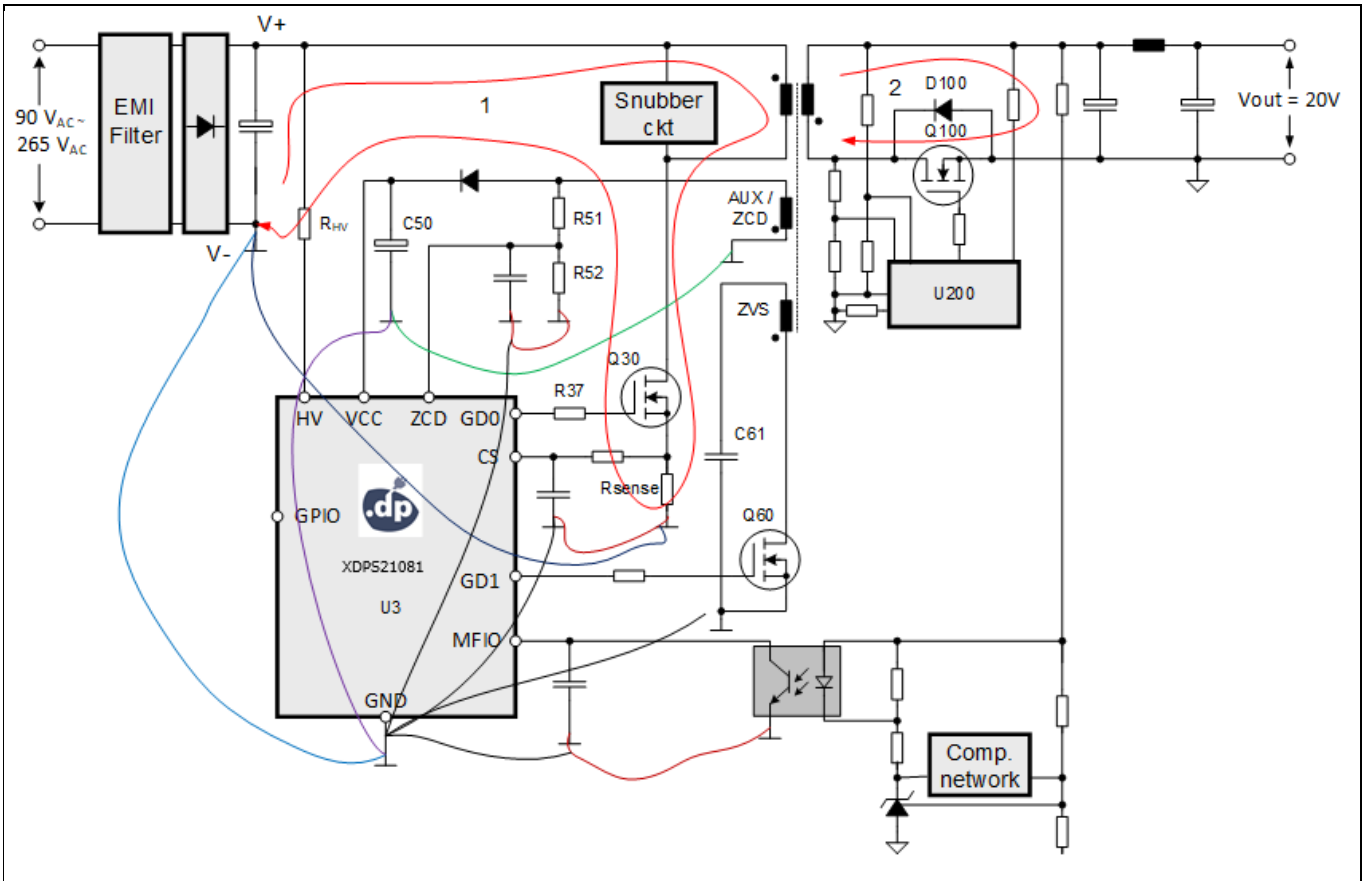 V+
90 VAC ~
265 VAC
EMI
Filter
V-
1
Snubber
ckt
2
D100
Q100
Vout = 20V
RHV
C50
R51
R52
AUX /
ZCD
ZVS
U200
Q30
R37
C61
Rsense
Q60
HV
VCC
ZCD
GD0
CS
GPIO
.dp
XDPS21081
U3
GD1
MFIO
GND
Comp.
network